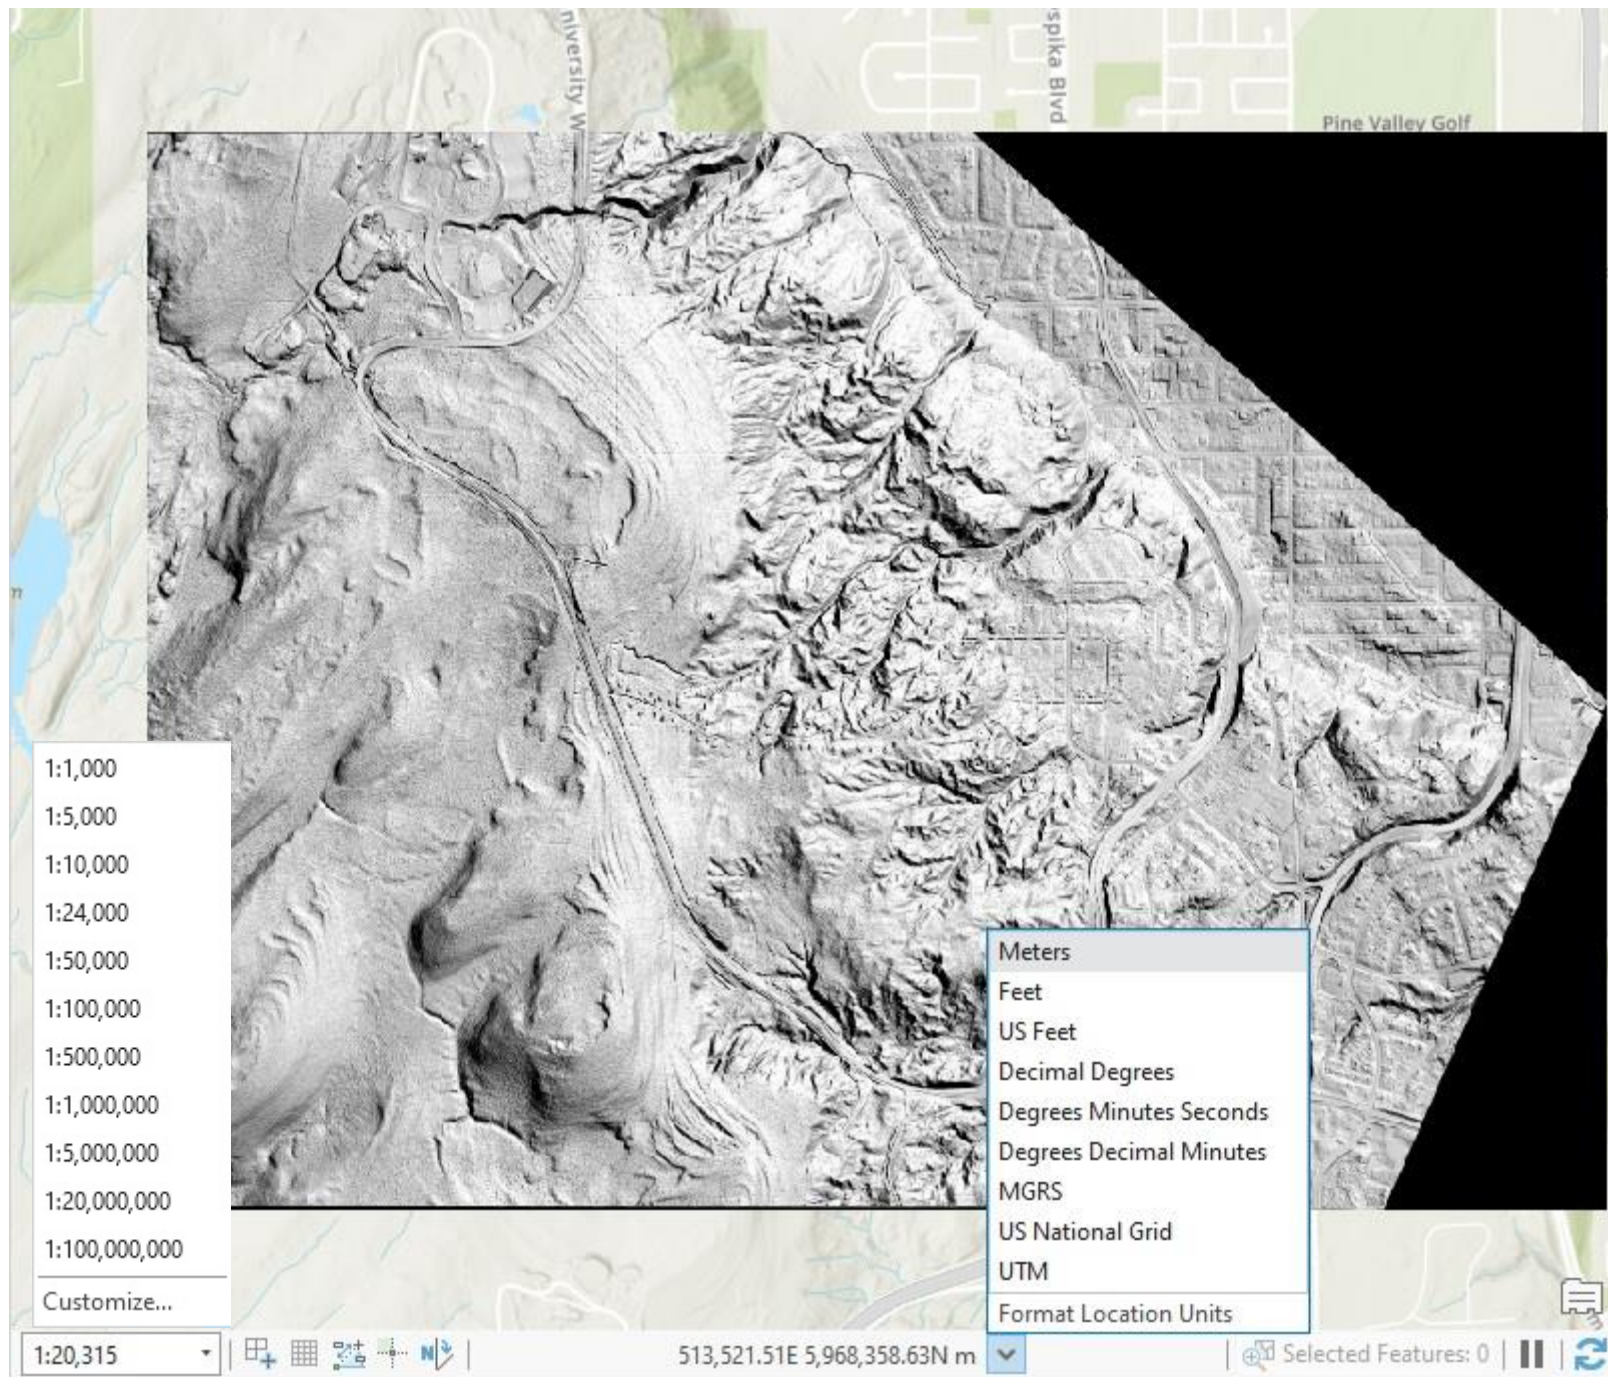 niversity W
spika Blvd
Pine Valley Golf
n
1:1,000
1:5,000
1:10,000
1:24,000
1:50,000
1:100,000
1:500,000
1:1,000,000
1:5,000,000
1:20,000,000
1:100,000,000
Customize...
Meters
Feet
US Feet
Decimal Degrees
Degrees Minutes Seconds
Degrees Decimal Minutes
MGRS
US National Grid
UTM
Format Location Units
1:20,315
N
513,521.51E 5,968,358.63N m
Selected Features: 0